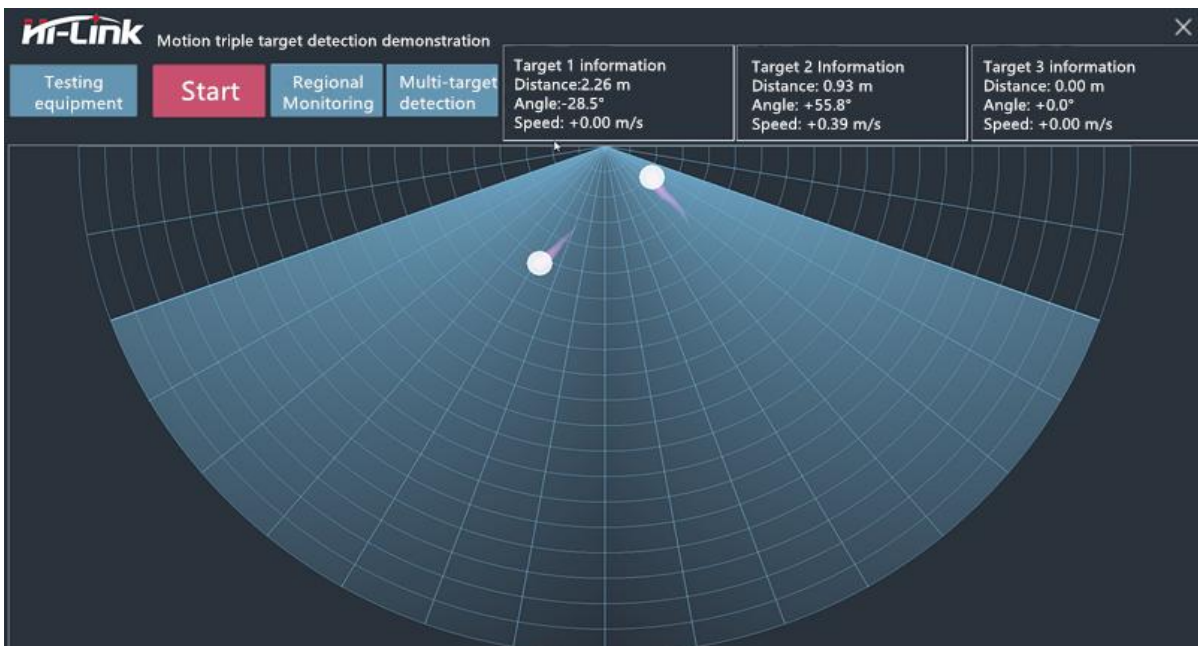 Hi-Link
Motion triple target detection demonstration
Testing
equipment
Start
Regional
Monitoring
Multi-target
detection
Target 1 information
Distance:2.26 m
Angle:-28.5°
Speed: +0.00 m/s
Target 2 Information
Distance: 0.93 m
Angle: +55.8°
Speed: +0.39 m/s
Target 3 information
Distance: 0.00 m
Angle: +0.0°
Speed: +0.00 m/s